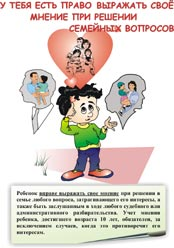 У ТЕБЯ ЕСТЬ ПРАВО ВЫРАЖАТЬ СВОЁ
МНЕНИЕ ПРИ РЕШЕНИИ
СЕМЕЙНЫХ ВОПРОСОВ
Ребенок вправе выражать свое мнение при решении в
семье любого вопроса, затрагивающего его интересы, а
также быть заслушанным в ходе любого судебного или
административного разбирательства. Учет мнения
ребенка, достигшего возраста 10 лет, обязателен, за
исключением случаев, когда это противоречит его
интересам.